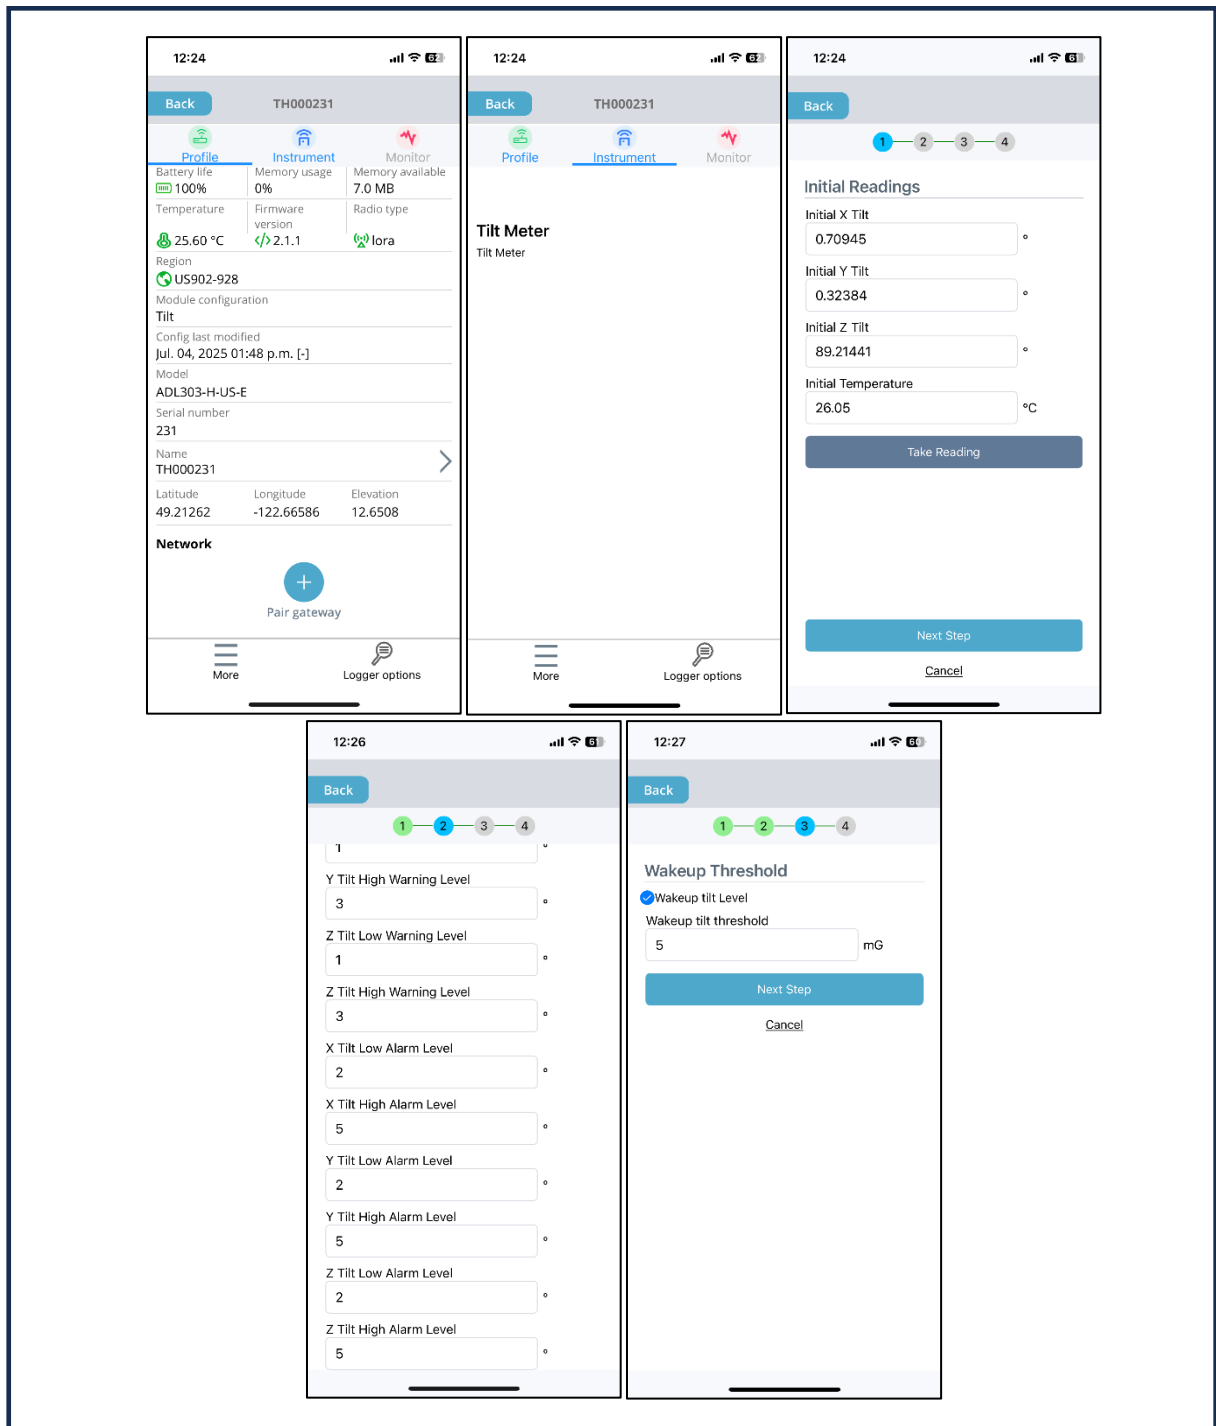 12:24
62
Back
TH000231
Profile
Instrument
Monitor
Battery life
Memory usage
Memory available
100%
0%
7.0 MB
Temperature
Firmware version
Radio type
25.60 °C
2.1.1
lora
Region
US902-928
Module configuration
Tilt
Config last modified
Jul. 04, 2025 01:48 p.m. [-]
Model
ADL303-H-US-E
Serial number
231
Name
TH000231
Latitude
Longitude
Elevation
49.21262
-122.66586
12.6508
Network
Pair gateway
More
Logger options
12:24
62
Back
TH000231
Profile
Instrument
Monitor
Tilt Meter
Tilt Meter
More
Logger options
12:24
61
Back
1
2
3
4
Initial Readings
Initial X Tilt
0.70945 °
Initial Y Tilt
0.32384 °
Initial Z Tilt
89.21441 °
Initial Temperature
26.05 °C
Take Reading
Next Step
Cancel
12:26
61
Back
1
2
3
4
1 °
Y Tilt High Warning Level
3 °
Z Tilt Low Warning Level
1 °
Z Tilt High Warning Level
3 °
X Tilt Low Alarm Level
2 °
X Tilt High Alarm Level
5 °
Y Tilt Low Alarm Level
2 °
Y Tilt High Alarm Level
5 °
Z Tilt Low Alarm Level
2 °
Z Tilt High Alarm Level
5 °
12:27
60
Back
1
2
3
4
Wakeup Threshold
Wakeup tilt Level
Wakeup tilt threshold
5 mG
Next Step
Cancel